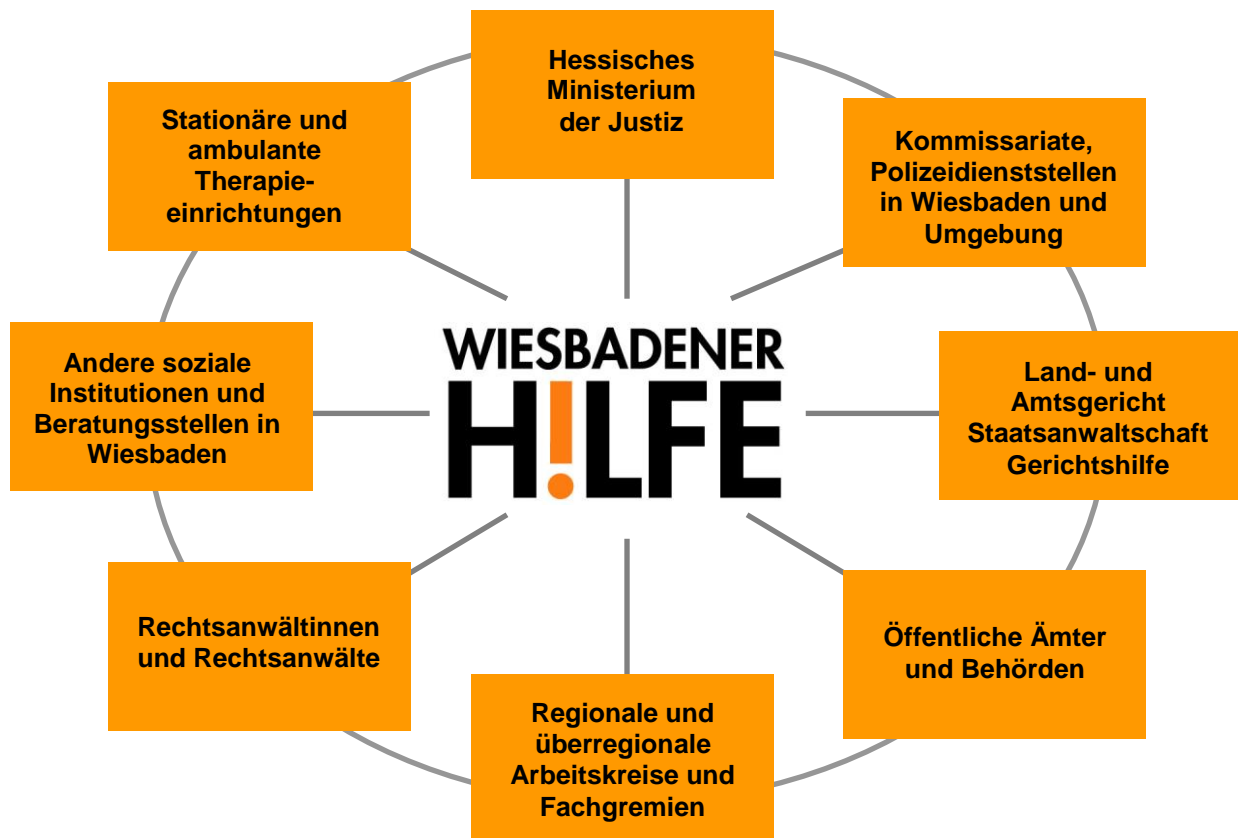 Hessisches
Ministerium
der Justiz
Stationäre und
ambulante
Therapie-
einrichtungen
Kommissariate,
Polizeidienststellen
in Wiesbaden und
Umgebung
WIESBADENER
H!LFE
Andere soziale
Institutionen und
Beratungsstellen in
Wiesbaden
Land- und
Amtsgericht
Staatsanwaltschaft
Gerichtshilfe
Rechtsanwältinnen
und Rechtsanwälte
Öffentliche Ämter
und Behörden
Regionale und
überregionale
Arbeitskreise und
Fachgremien